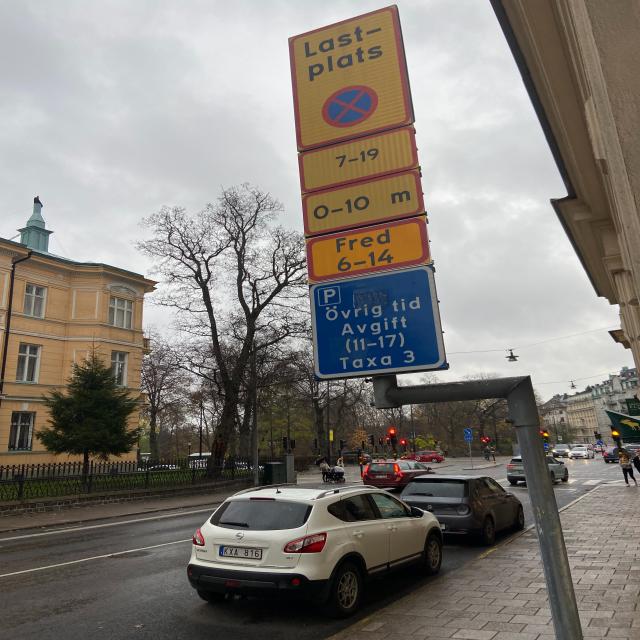 Last-
plats
7-19
0-10 m
Fred
6-14
P
Övrig tid
Avgift
(11-17)
Taxa 3
KXA 816